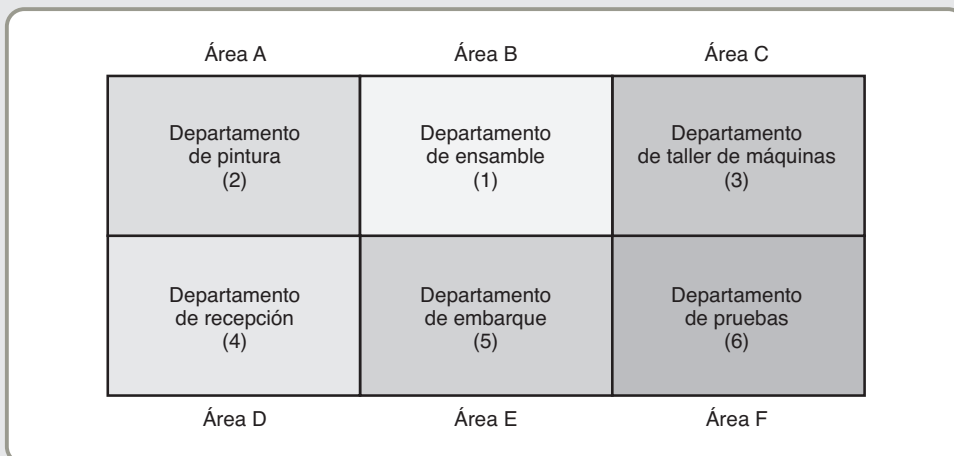 Área A
Área B
Área C
Departamento
de pintura
(2)
Departamento
de ensamble
(1)
Departamento
de taller de máquinas
(3)
Departamento
de recepción
(4)
Departamento
de embarque
(5)
Departamento
de pruebas
(6)
Área D
Área E
Área F